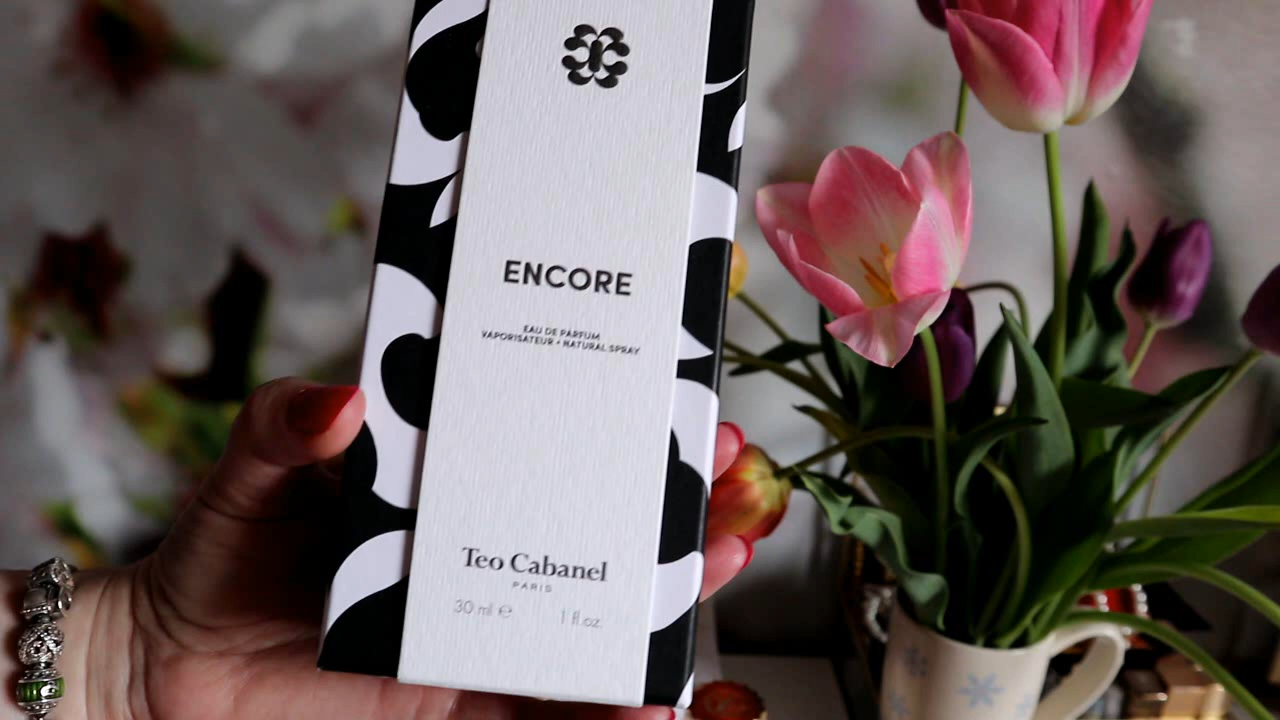 ENCORE
EAU DE PARFUM
VAPORISATEUR • NATURAL SPRAY
Teo Cabanel
PARIS
30 ml ℮ 1 fl.oz.